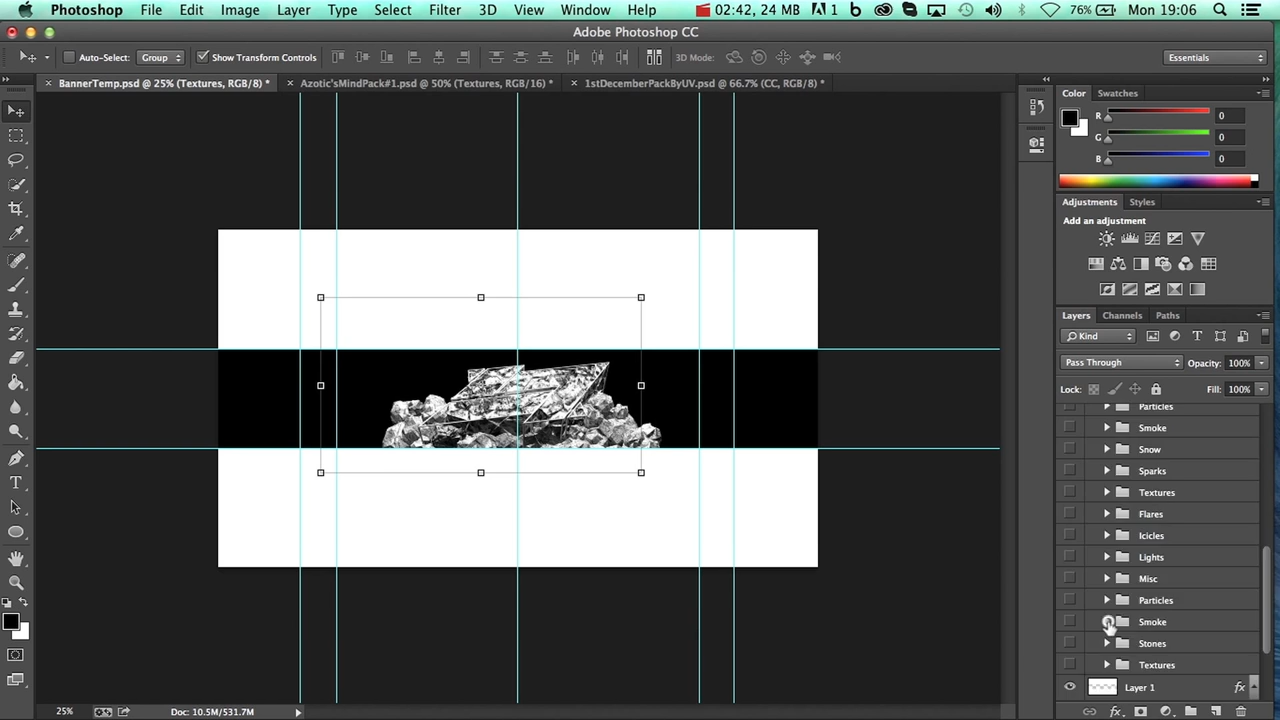 Photoshop File Edit Image Layer Type Select Filter 3D View Window Help 02:42, 24 MB 1 76% Mon 19:06
Adobe Photoshop CC
Auto-Select: Group Show Transform Controls 3D Mode: Essentials
BannerTemp.psd @ 25% (Textures, RGB/8) * Azotic'sMindPack#1.psd @ 50% (Textures, RGB/16) * 1stDecemberPackByUV.psd @ 66.7% (CC, RGB/8) *
Color Swatches
R 0
G 0
B 0
Adjustments Styles
Add an adjustment
Layers Channels Paths
Kind
Pass Through Opacity: 100%
Lock: Fill: 100%
Particles
Smoke
Snow
Sparks
Textures
Flares
Icicles
Lights
Misc
Particles
Smoke
Stones
Textures
Layer 1 fx
25% Doc: 10.5M/531.7M fx